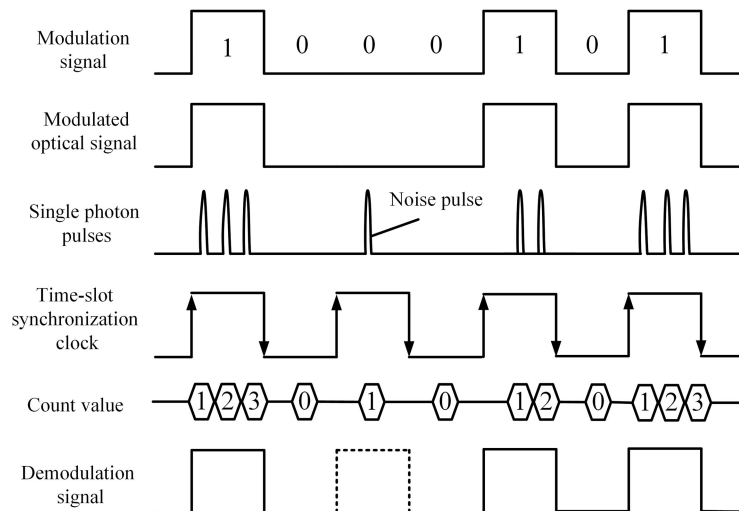 Modulation
signal
1 0 0 0 1 0 1
Modulated
optical signal
Single photon
pulses
Noise pulse
Time-slot
synchronization
clock
Count value
1 2 3 0 1 0 1 2 0 1 2 3
Demodulation
signal